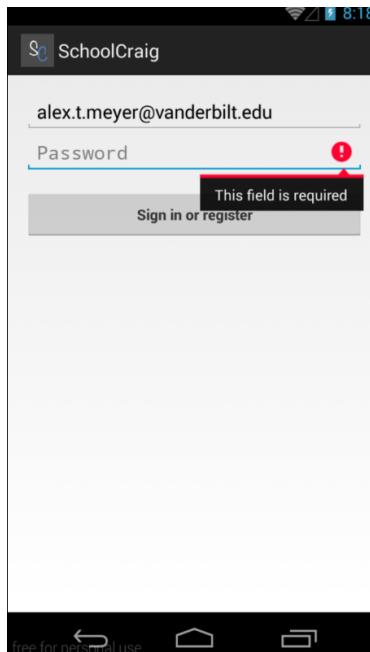 8:18
SC SchoolCraig
alex.t.meyer@vanderbilt.edu
Password
This field is required
Sign in or register
free for personal use